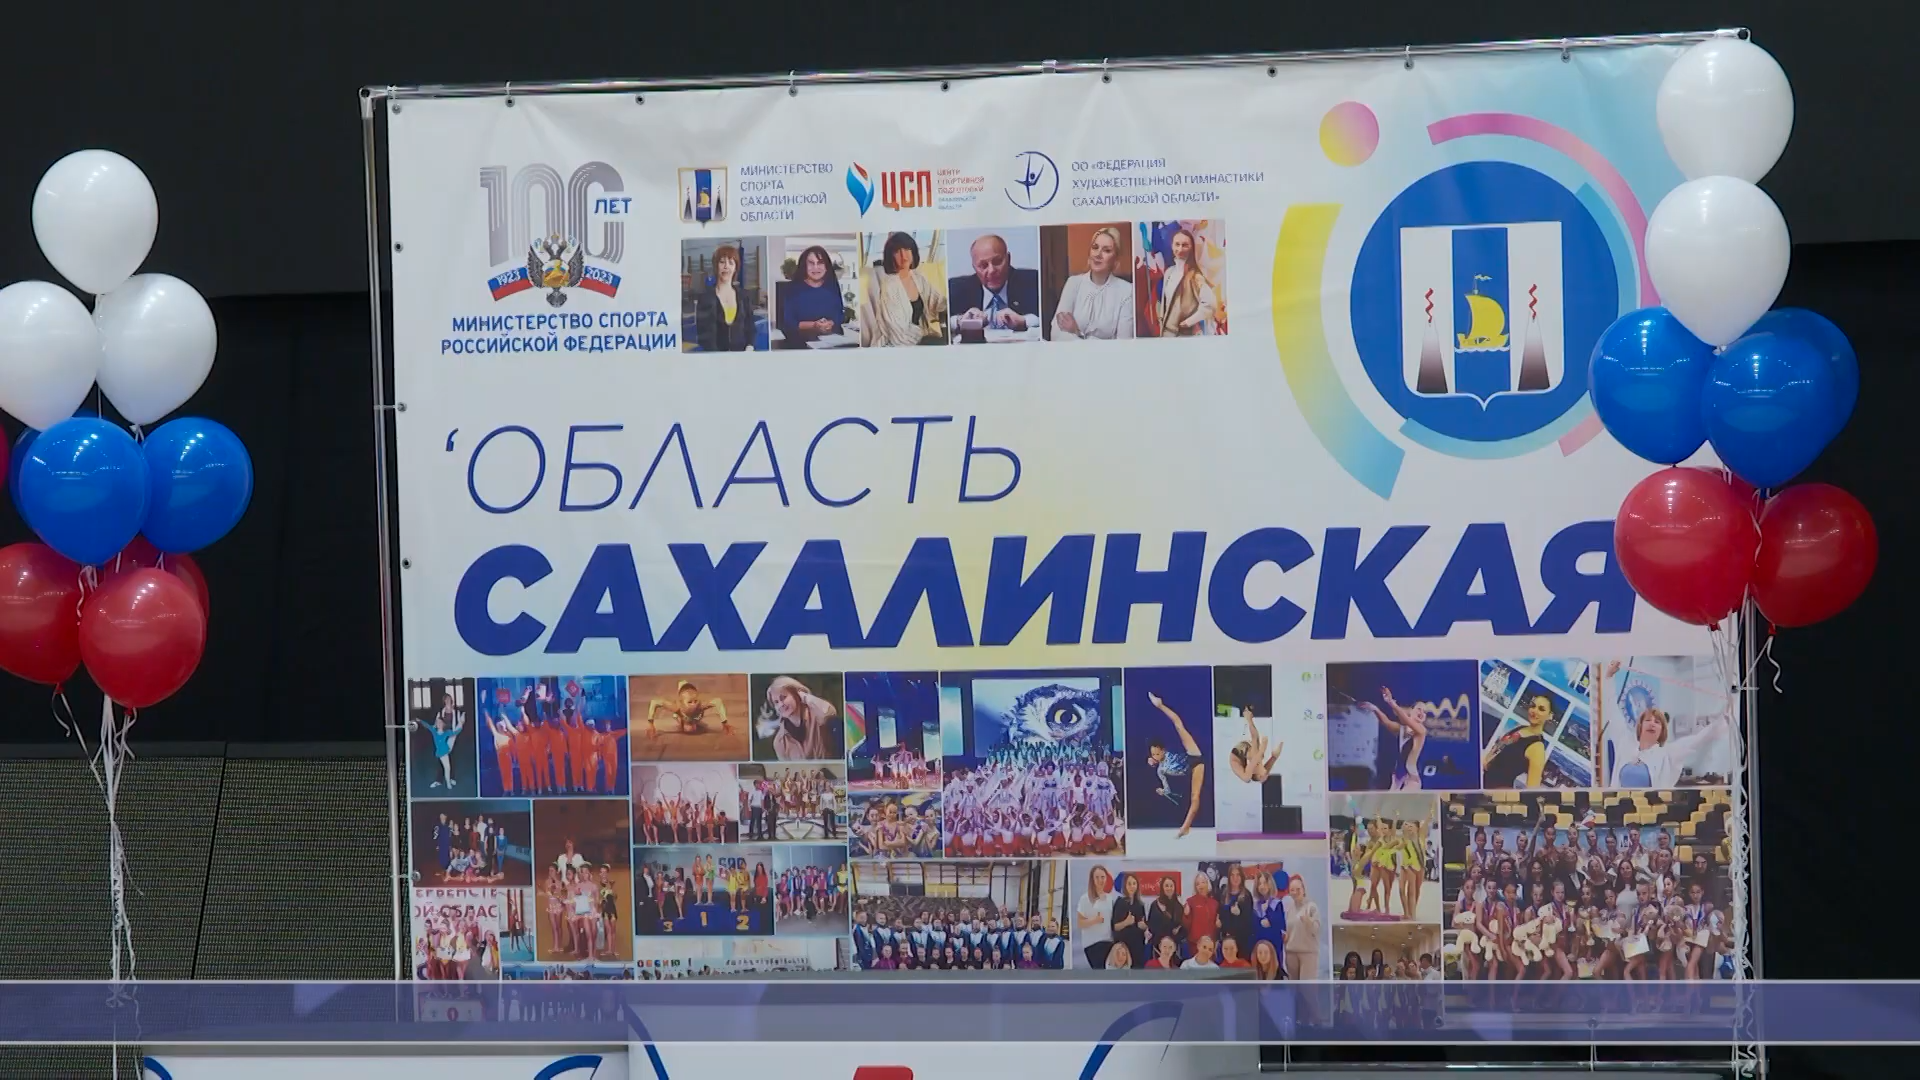 100 ЛЕТ
1923 2023
МИНИСТЕРСТВО СПОРТА
РОССИЙСКОЙ ФЕДЕРАЦИИ
МИНИСТЕРСТВО
СПОРТА
САХАЛИНСКОЙ
ОБЛАСТИ
ЦСП
ЦЕНТР
СПОРТИВНОЙ
ПОДГОТОВКИ
ОО «ФЕДЕРАЦИЯ
ХУДОЖЕСТВЕННОЙ ГИМНАСТИКИ
САХАЛИНСКОЙ ОБЛАСТИ»
‘ОБЛАСТЬ
САХАЛИНСКАЯ
3 1 2